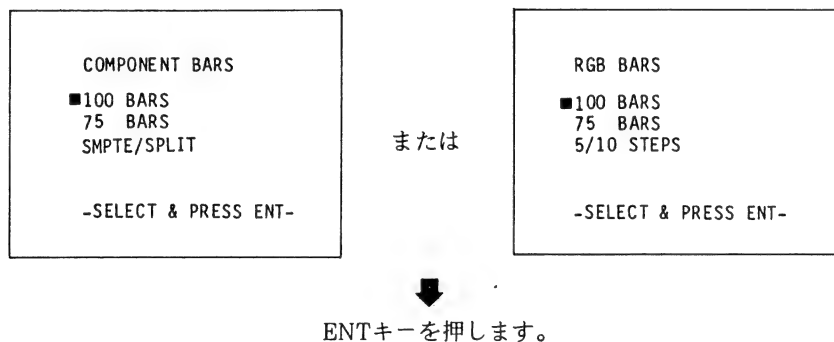 COMPONENT BARS
■100 BARS
75 BARS
SMPTE/SPLIT
-SELECT & PRESS ENT-
または
RGB BARS
■100 BARS
75 BARS
5/10 STEPS
-SELECT & PRESS ENT-
ENTキーを押します。